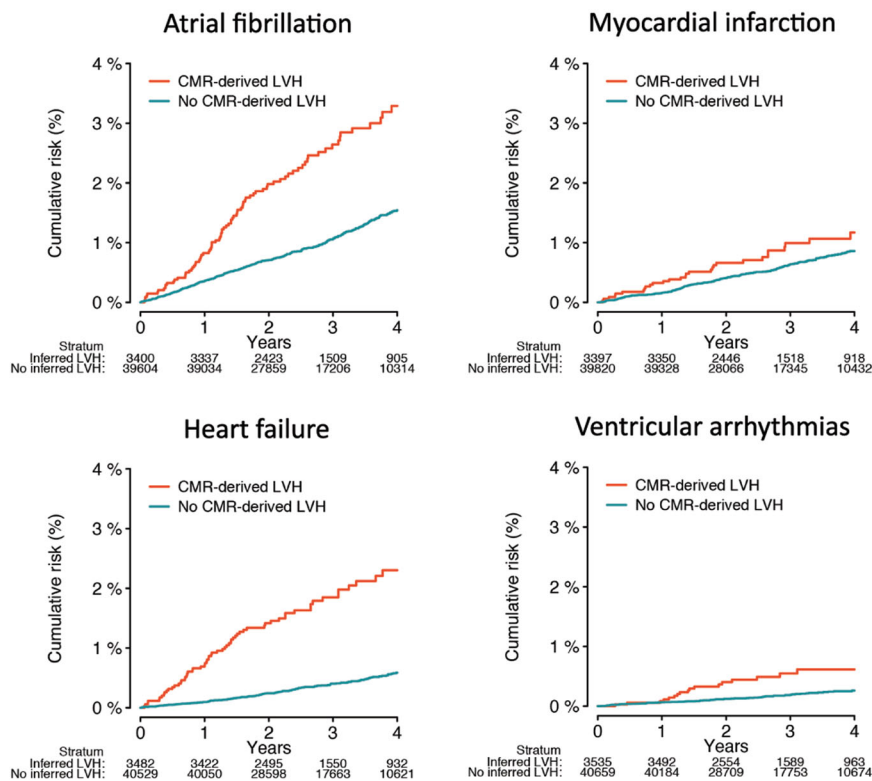 Atrial fibrillation
4 %
3 %
2 %
1 %
0 %
Cumulative risk (%)
CMR-derived LVH
No CMR-derived LVH
0 1 2 3 4
Years
Stratum
Inferred LVH: 3400 3337 2423 1509 905
No inferred LVH: 39604 39034 27859 17206 10314
Myocardial infarction
4 %
3 %
2 %
1 %
0 %
Cumulative risk (%)
CMR-derived LVH
No CMR-derived LVH
0 1 2 3 4
Years
Stratum
Inferred LVH: 3397 3350 2446 1518 918
No inferred LVH: 39820 39328 28066 17345 10432
Heart failure
4 %
3 %
2 %
1 %
0 %
Cumulative risk (%)
CMR-derived LVH
No CMR-derived LVH
0 1 2 3 4
Years
Stratum
Inferred LVH: 3482 3422 2495 1550 932
No inferred LVH: 40529 40050 28598 17663 10621
Ventricular arrhythmias
4 %
3 %
2 %
1 %
0 %
Cumulative risk (%)
CMR-derived LVH
No CMR-derived LVH
0 1 2 3 4
Years
Stratum
Inferred LVH: 3535 3492 2554 1589 963
No inferred LVH: 40659 40184 28709 17752 10674